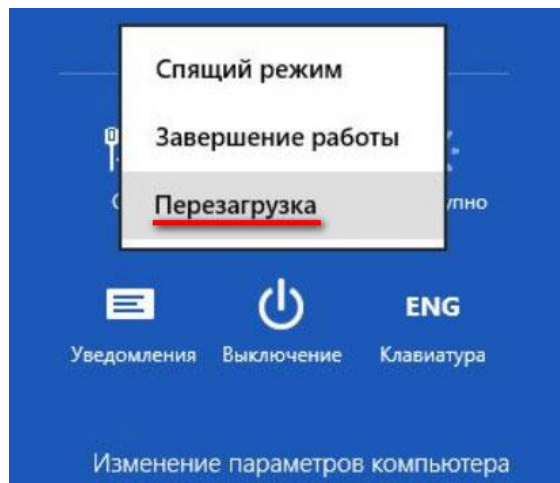 Спящий режим
Завершение работы
Перезагрузка
Уведомления
Выключение
ENG
Клавиатура
Изменение параметров компьютера